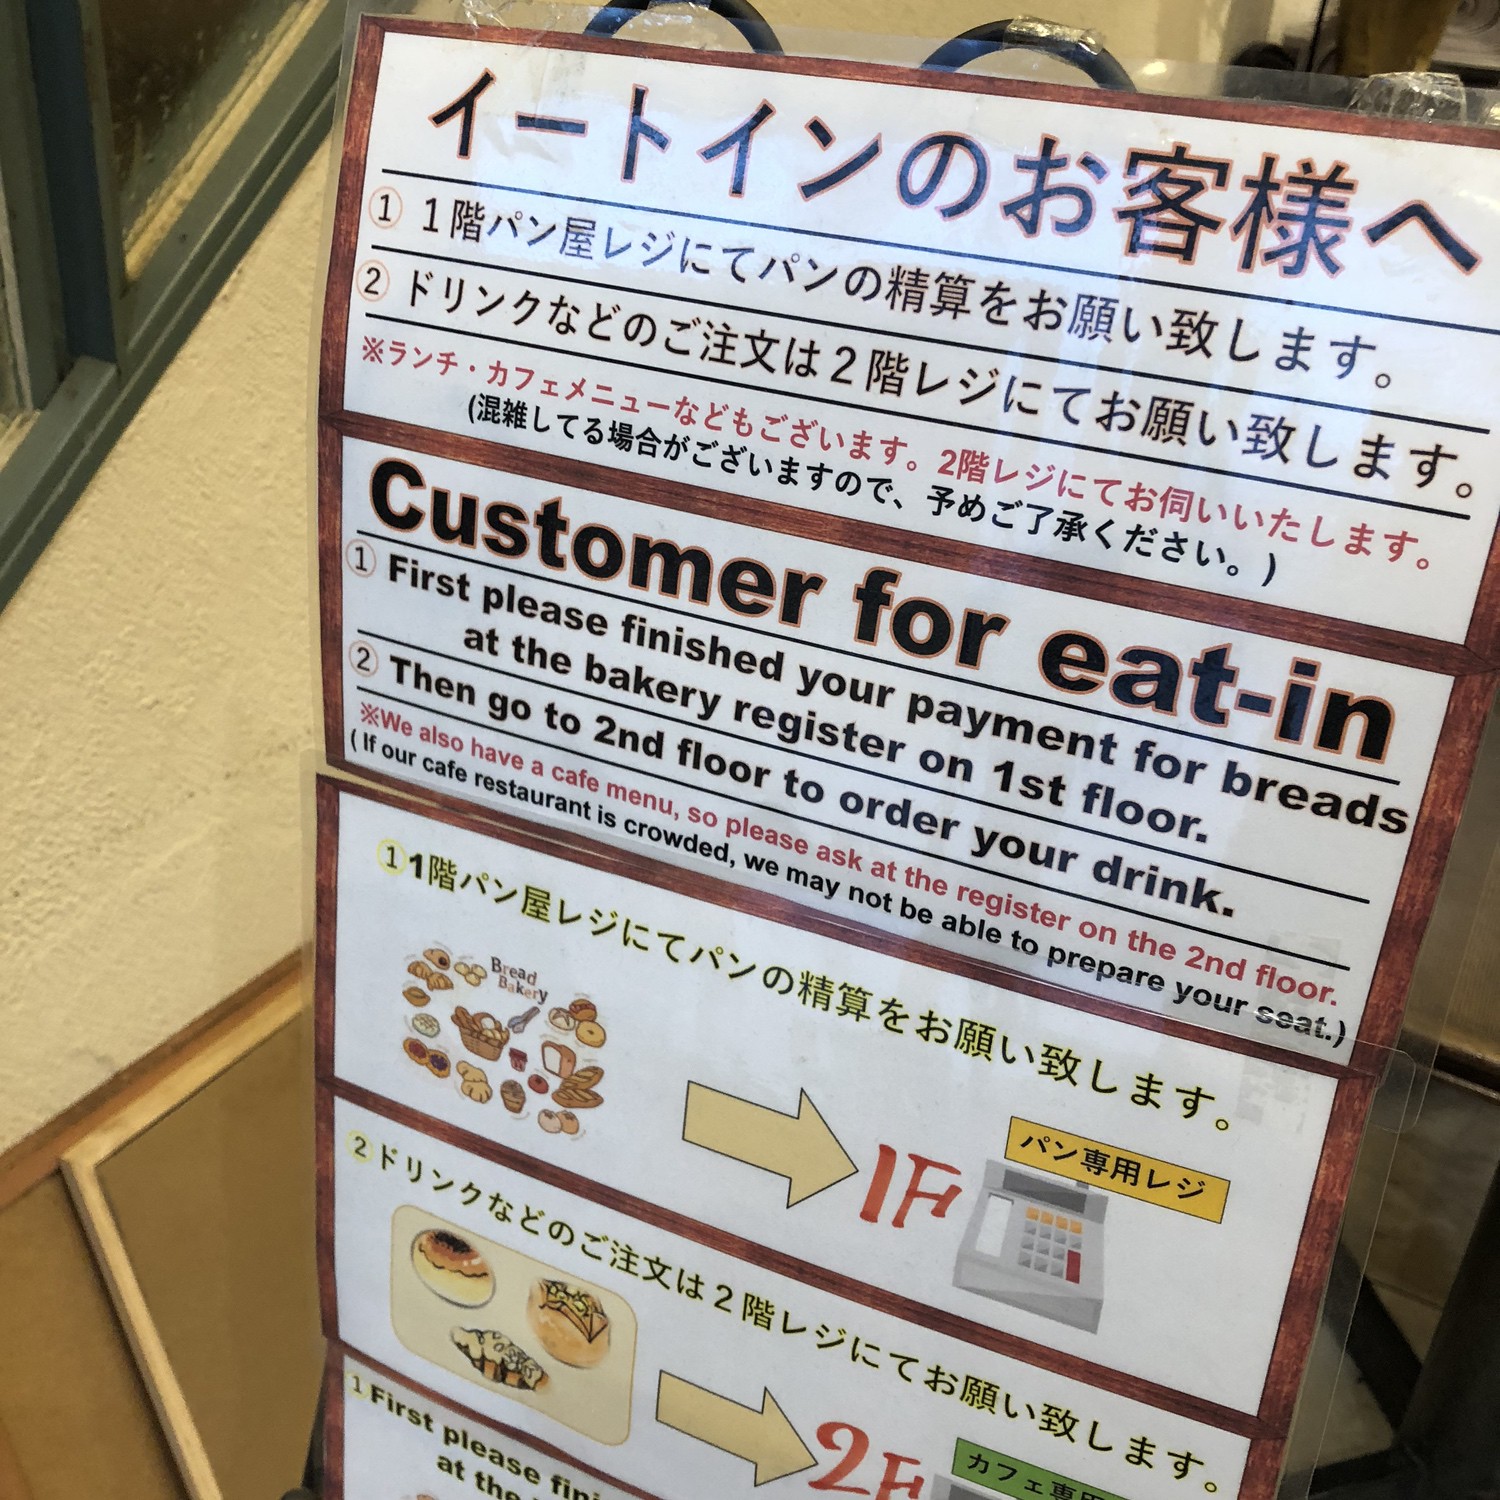 イートインのお客様へ
① 1階パン屋レジにてパンの精算をお願い致します。
② ドリンクなどのご注文は2階レジにてお願い致します。
※ランチ・カフェメニューなどもございます。2階レジにてお伺いいたします。
(混雑してる場合がございますので、予めご了承ください。)
Customer for eat-in
① First please finished your payment for breads
at the bakery register on 1st floor.
② Then go to 2nd floor to order your drink.
※We also have a cafe menu, so please ask at the register on the 2nd floor.
( If our cafe restaurant is crowded, we may not be able to prepare your seat.)
①1階パン屋レジにてパンの精算をお願い致します。
Bread
Bakery
1F
パン専用レジ
②ドリンクなどのご注文は2階レジにてお願い致します。
2F
カフェ専用
①First please
at the